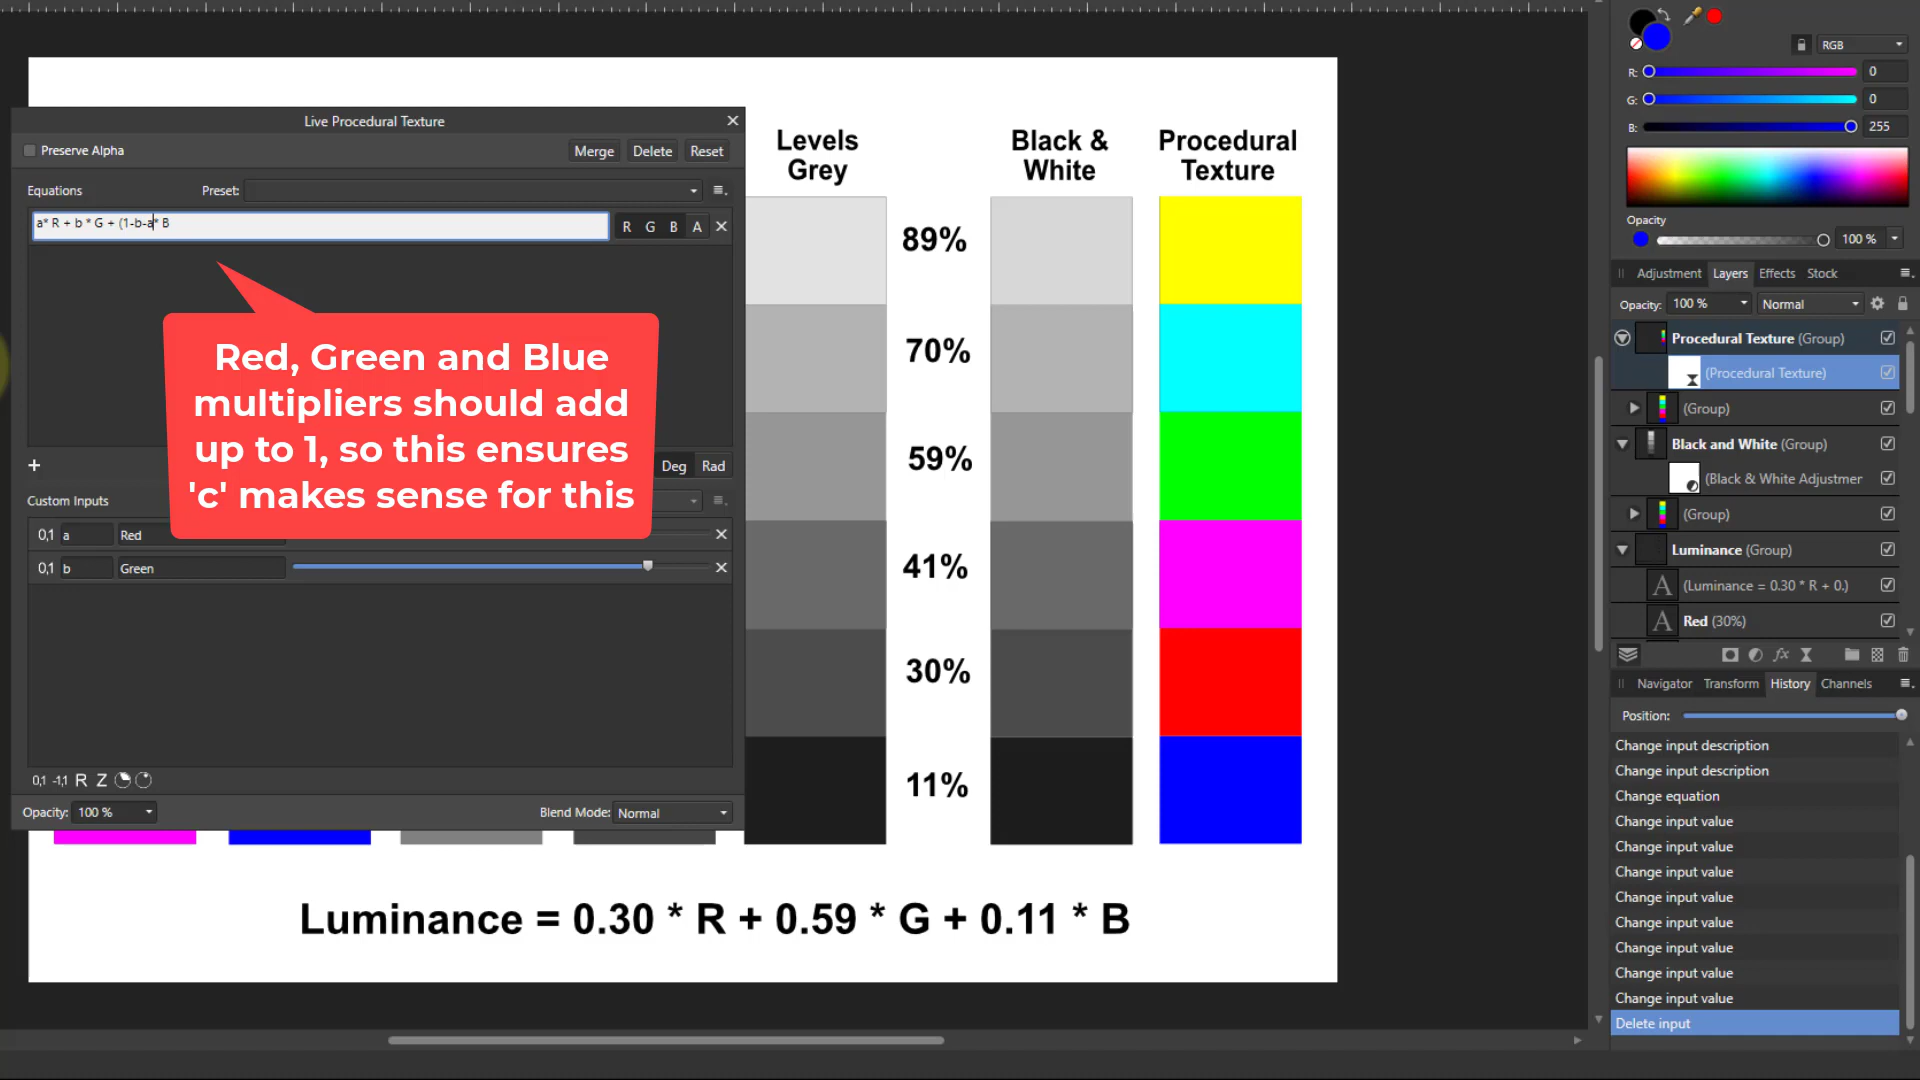 Live Procedural Texture
Preserve Alpha
Merge
Delete
Reset
Equations
Preset:
a* R + b * G + (1-b-a* B
R G B A
Red, Green and Blue
multipliers should add
up to 1, so this ensures
'c' makes sense for this
Deg
Rad
Custom Inputs
0,1
a
Red
0,1
b
Green
0,1 -1,1 R Z
Opacity:
100 %
Blend Mode:
Normal
Levels
Grey
Black &
White
Procedural
Texture
89%
70%
59%
41%
30%
11%
Luminance = 0.30 * R + 0.59 * G + 0.11 * B
RGB
R:
0
G:
0
B:
255
Opacity
100 %
Adjustment
Layers
Effects
Stock
Opacity:
100 %
Normal
Procedural Texture (Group)
(Procedural Texture)
(Group)
Black and White (Group)
(Black & White Adjustmer
(Group)
Luminance (Group)
A
(Luminance = 0.30 * R + 0.)
A
Red (30%)
fx
Navigator
Transform
History
Channels
Position:
Change input description
Change input description
Change equation
Change input value
Change input value
Change input value
Change input value
Change input value
Change input value
Change input value
Change input value
Delete input